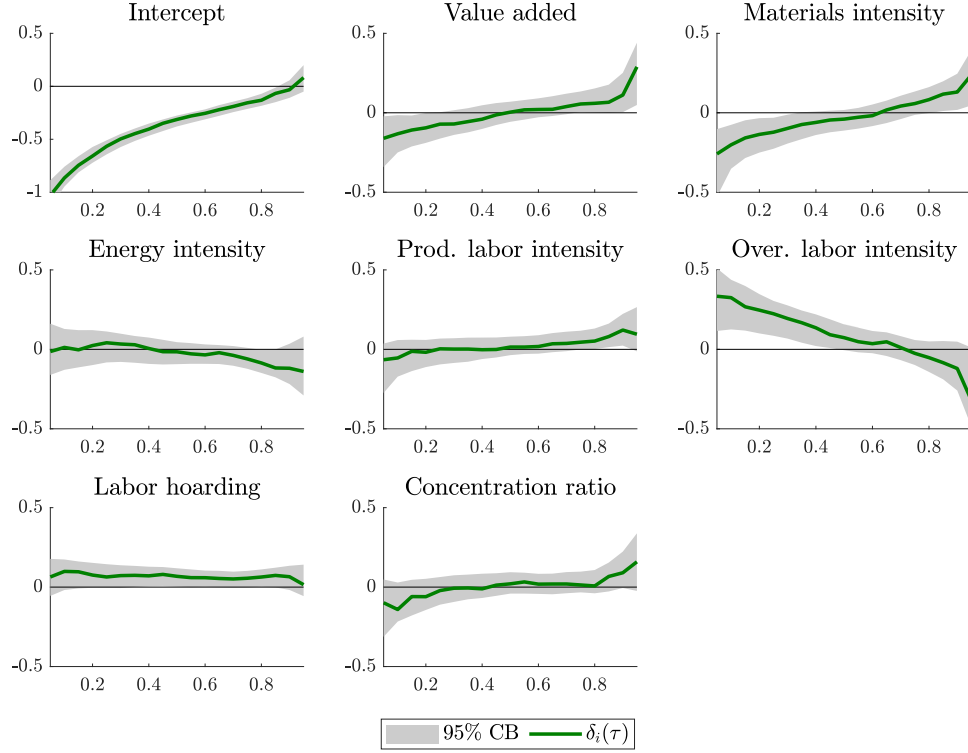 Intercept
Value added
Materials intensity
0.5
0
-0.5
-1
0.2 0.4 0.6 0.8
0.5
0
-0.5
0.2 0.4 0.6 0.8
0.5
0
-0.5
0.2 0.4 0.6 0.8
Energy intensity
Prod. labor intensity
Over. labor intensity
0.5
0
-0.5
0.2 0.4 0.6 0.8
0.5
0
-0.5
0.2 0.4 0.6 0.8
0.5
0
-0.5
0.2 0.4 0.6 0.8
Labor hoarding
Concentration ratio
0.5
0
-0.5
0.2 0.4 0.6 0.8
0.5
0
-0.5
0.2 0.4 0.6 0.8
95% CB δᵢ(τ)